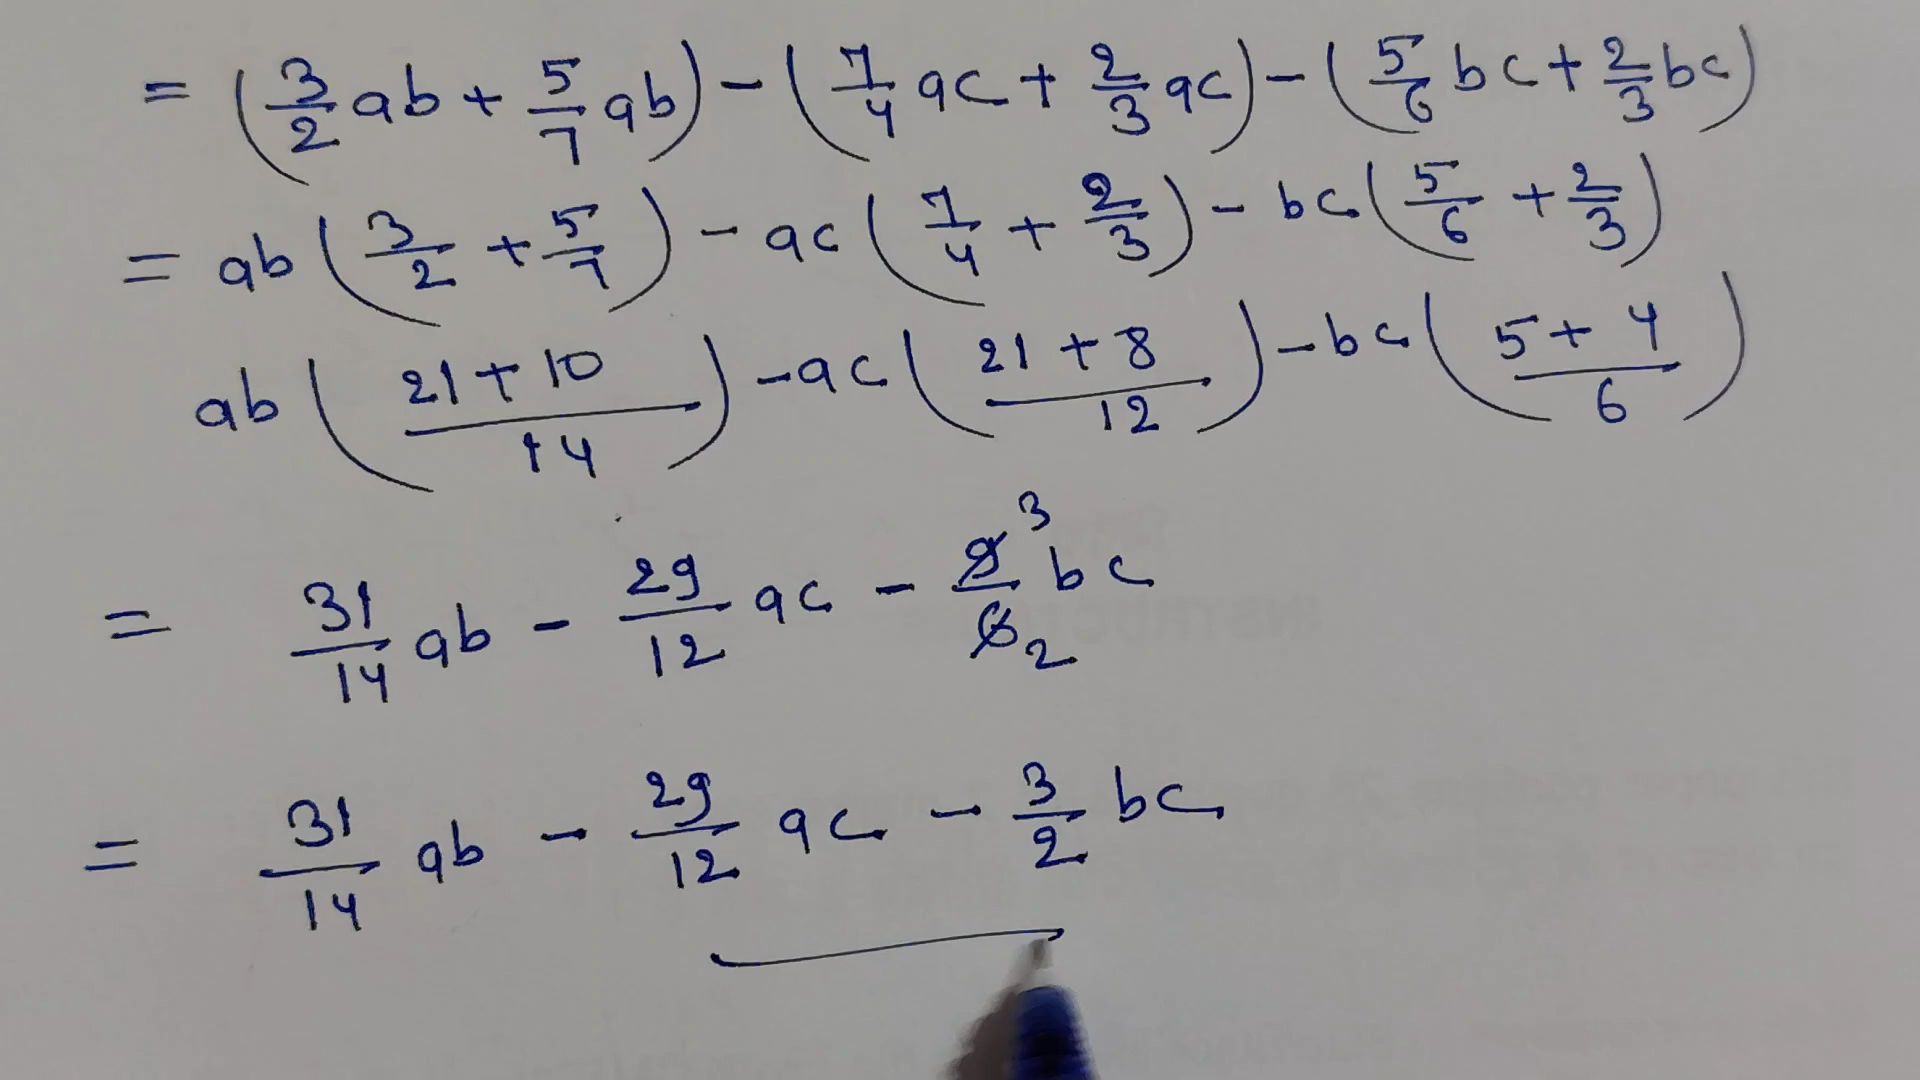 = (3/2 ab + 5/7 ab) - (7/4 ac + 2/3 ac) - (5/6 bc + 2/3 bc)
= ab (3/2 + 5/7) - ac (7/4 + 2/3) - bc (5/6 + 2/3)
ab (21 + 10 / 14) - ac (21 + 8 / 12) - bc (5 + 4 / 6)
= 31/14 ab - 29/12 ac - 9/6 3/2 bc
= 31/14 ab - 29/12 ac - 3/2 bc